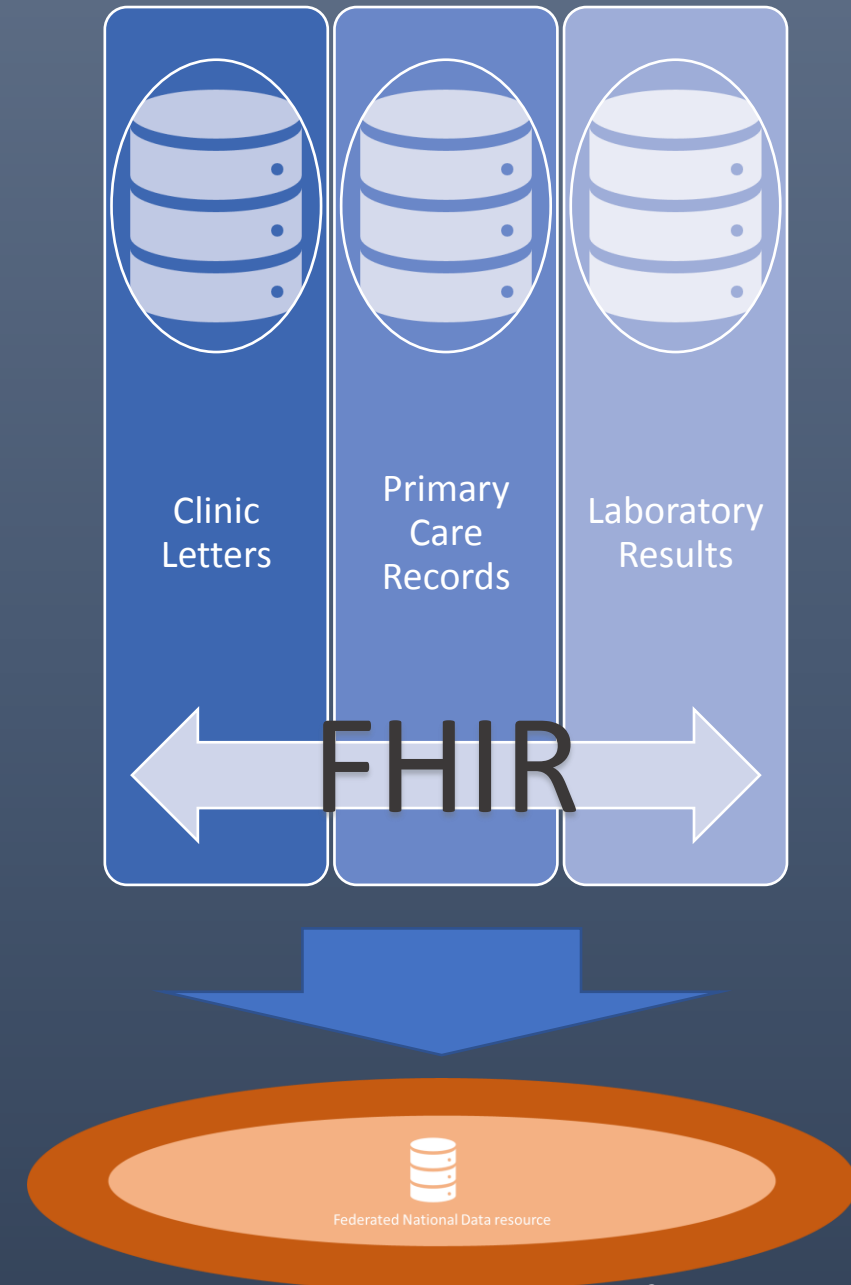 Clinic
Letters
Primary
Care
Records
Laboratory
Results
FHIR
Federated National Data resource